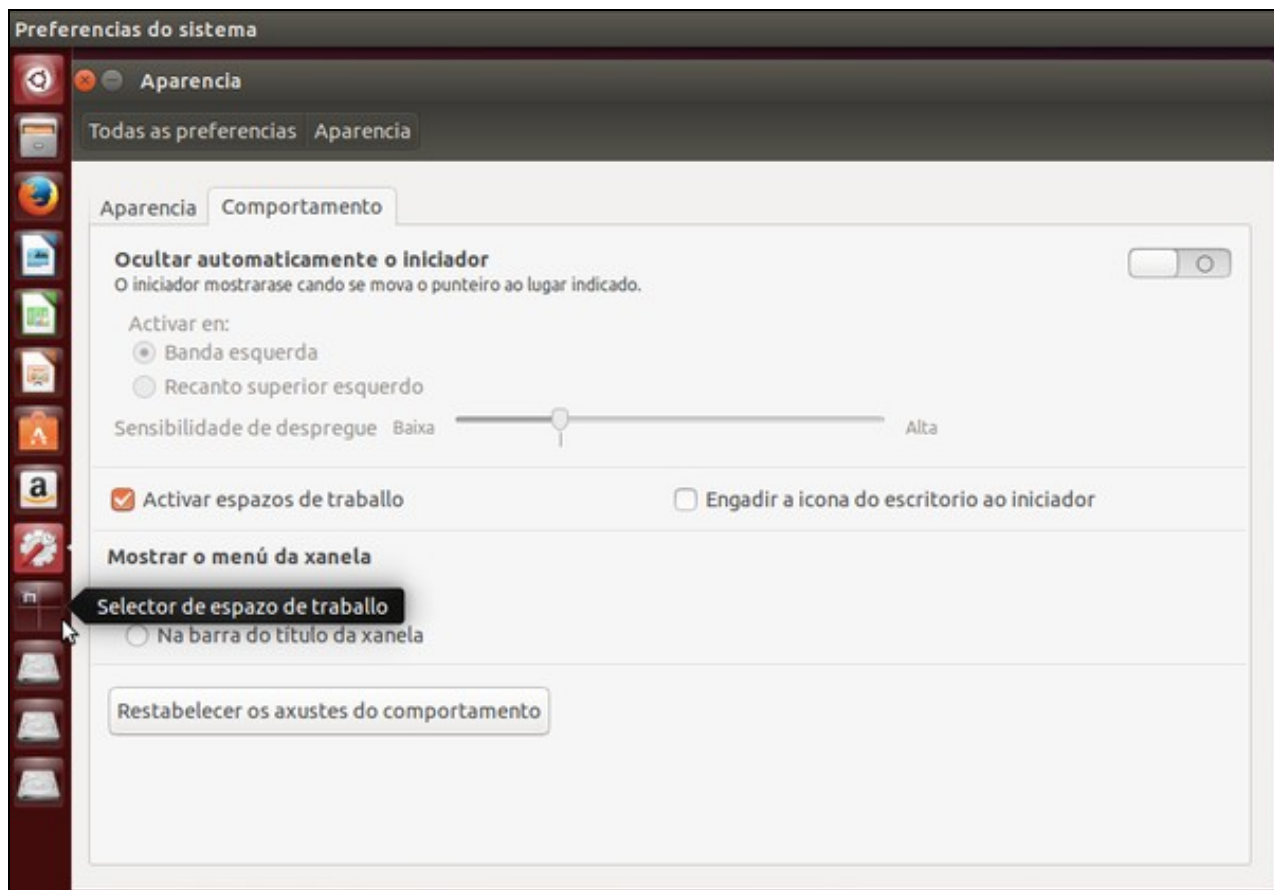 Preferencias do sistema
Aparencia
Todas as preferencias Aparencia
Aparencia Comportamento
Ocultar automaticamente o iniciador
O iniciador mostrarase cando se mova o punteiro ao lugar indicado.
Activar en:
Banda esquerda
Recanto superior esquerdo
Sensibilidade de despregue Baixa Alta
Activar espazos de traballo Engadir a icona do escritorio ao iniciador
Mostrar o menú da xanela
Selector de espazo de traballo
Na barra do título da xanela
Restabelecer os axustes do comportamento
a